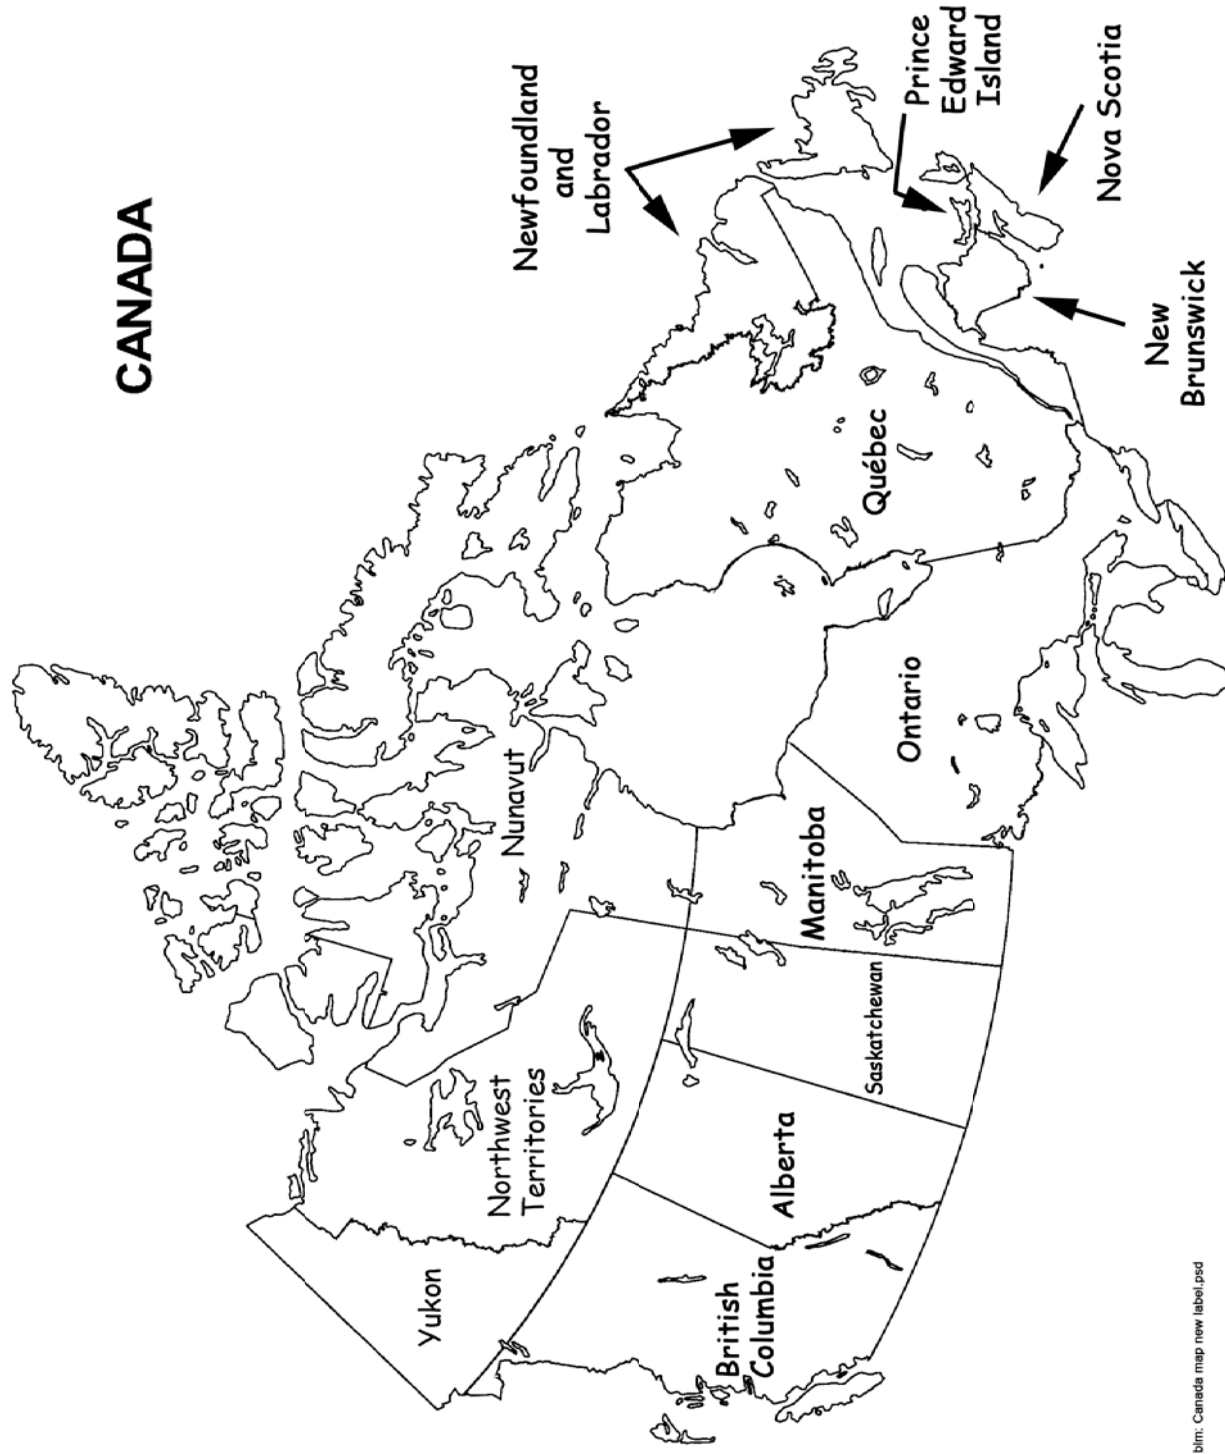 CANADA
Yukon
Northwest
Territories
Nunavut
British
Columbia
Alberta
Saskatchewan
Manitoba
Ontario
Québec
Newfoundland
and
Labrador
Prince
Edward
Island
Nova Scotia
New
Brunswick
blm: Canada map new label.psd